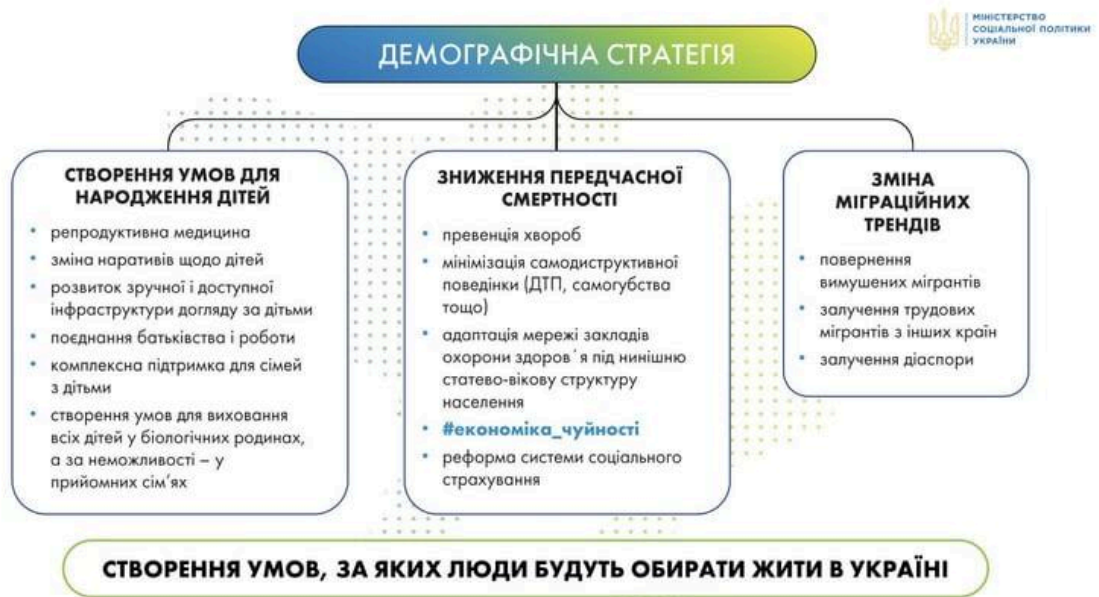 МІНІСТЕРСТВО
СОЦІАЛЬНОЇ ПОЛІТИКИ
УКРАЇНИ
ДЕМОГРАФІЧНА СТРАТЕГІЯ
СТВОРЕННЯ УМОВ ДЛЯ
НАРОДЖЕННЯ ДІТЕЙ
• репродуктивна медицина
• зміна наративів щодо дітей
• розвиток зручної і доступної
інфраструктури догляду за дітьми
• поєднання батьківства і роботи
• комплексна підтримка для сімей
з дітьми
• створення умов для виховання
всіх дітей у біологічних родинах,
а за неможливості – у
прийомних сім'ях
ЗНИЖЕННЯ ПЕРЕДЧАСНОЇ
СМЕРТНОСТІ
• превенція хвороб
• мінімізація самодиструктивної
поведінки (ДТП, самогубства
тощо)
• адаптація мережі закладів
охорони здоров´я під нинішню
статево-вікову структуру
населення
• #економіка_чуйності
• реформа системи соціального
страхування
ЗМІНА
МІГРАЦІЙНИХ
ТРЕНДІВ
• повернення
вимушених мігрантів
• залучення трудових
мігрантів з інших країн
• залучення діаспори
СТВОРЕННЯ УМОВ, ЗА ЯКИХ ЛЮДИ БУДУТЬ ОБИРАТИ ЖИТИ В УКРАЇНІ